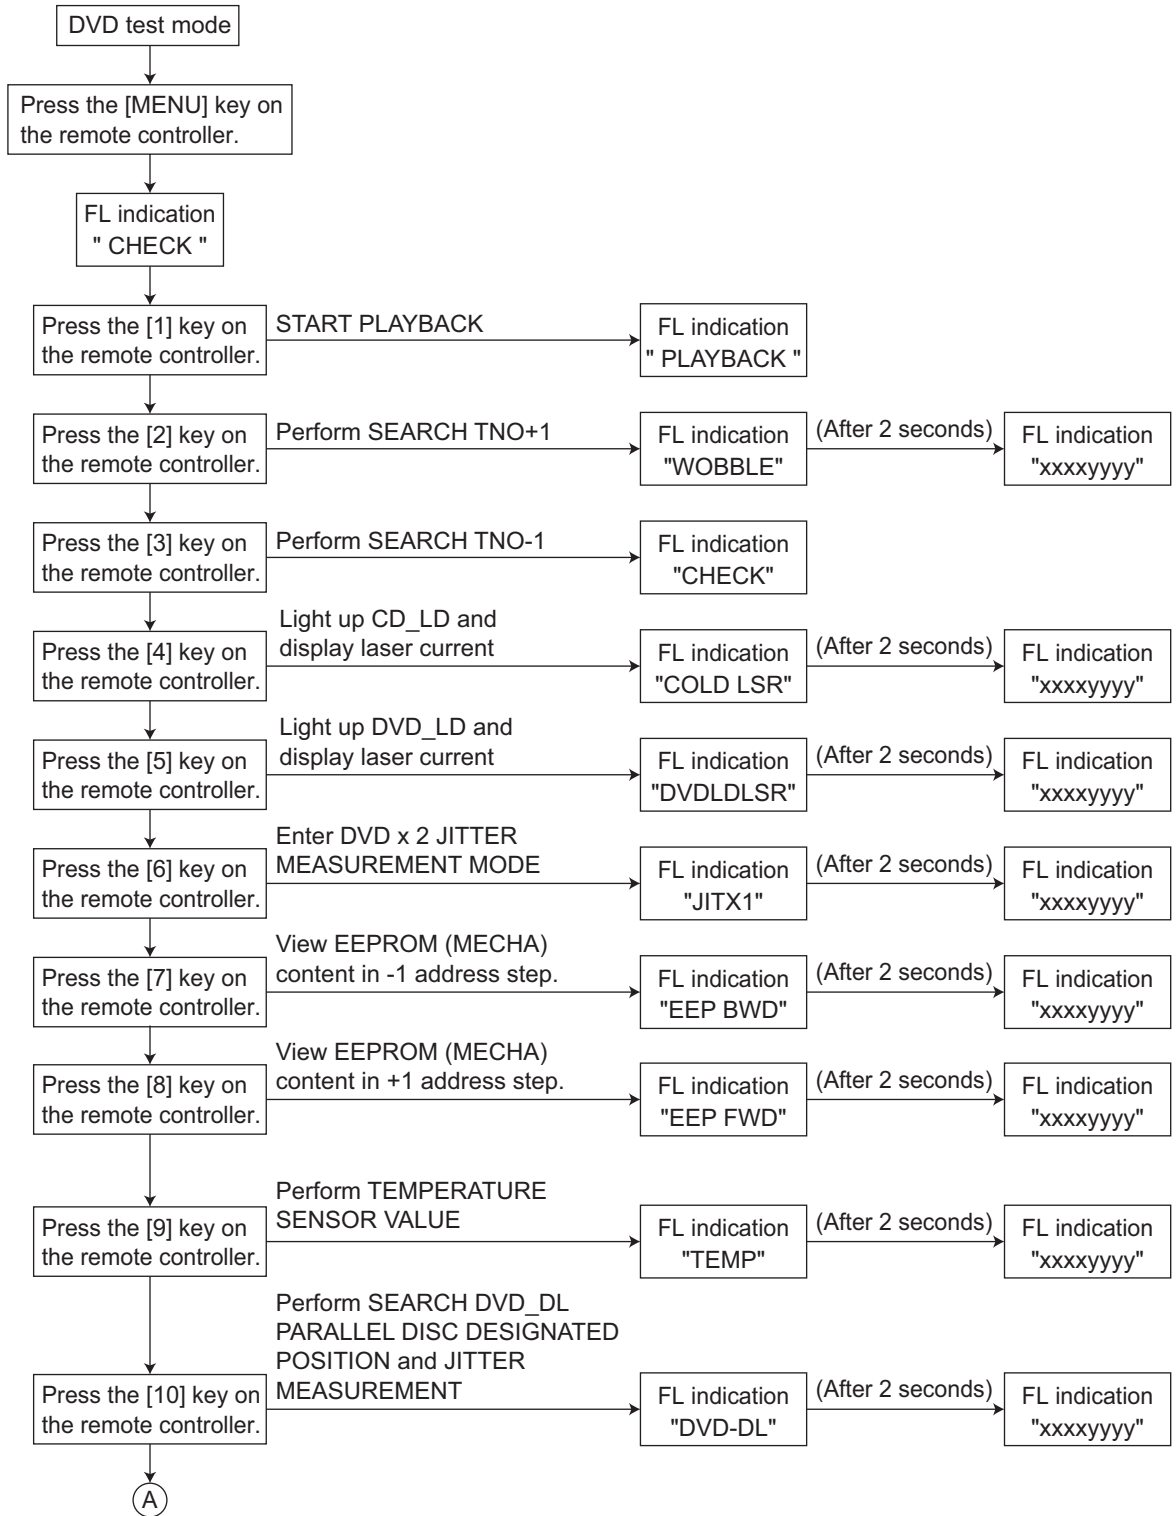 DVD test mode
Press the [MENU] key on
the remote controller.
FL indication
" CHECK "
Press the [1] key on
the remote controller.
START PLAYBACK
FL indication
" PLAYBACK "
Press the [2] key on
the remote controller.
Perform SEARCH TNO+1
FL indication
"WOBBLE"
(After 2 seconds)
FL indication
"xxxxyyyy"
Press the [3] key on
the remote controller.
Perform SEARCH TNO-1
FL indication
"CHECK"
Press the [4] key on
the remote controller.
Light up CD_LD and
display laser current
FL indication
"COLD LSR"
(After 2 seconds)
FL indication
"xxxxyyyy"
Press the [5] key on
the remote controller.
Light up DVD_LD and
display laser current
FL indication
"DVDLDLSR"
(After 2 seconds)
FL indication
"xxxxyyyy"
Press the [6] key on
the remote controller.
Enter DVD x 2 JITTER
MEASUREMENT MODE
FL indication
"JITX1"
(After 2 seconds)
FL indication
"xxxxyyyy"
Press the [7] key on
the remote controller.
View EEPROM (MECHA)
content in -1 address step.
FL indication
"EEP BWD"
(After 2 seconds)
FL indication
"xxxxyyyy"
Press the [8] key on
the remote controller.
View EEPROM (MECHA)
content in +1 address step.
FL indication
"EEP FWD"
(After 2 seconds)
FL indication
"xxxxyyyy"
Press the [9] key on
the remote controller.
Perform TEMPERATURE
SENSOR VALUE
FL indication
"TEMP"
(After 2 seconds)
FL indication
"xxxxyyyy"
Press the [10] key on
the remote controller.
Perform SEARCH DVD_DL
PARALLEL DISC DESIGNATED
POSITION and JITTER
MEASUREMENT
FL indication
"DVD-DL"
(After 2 seconds)
FL indication
"xxxxyyyy"
A